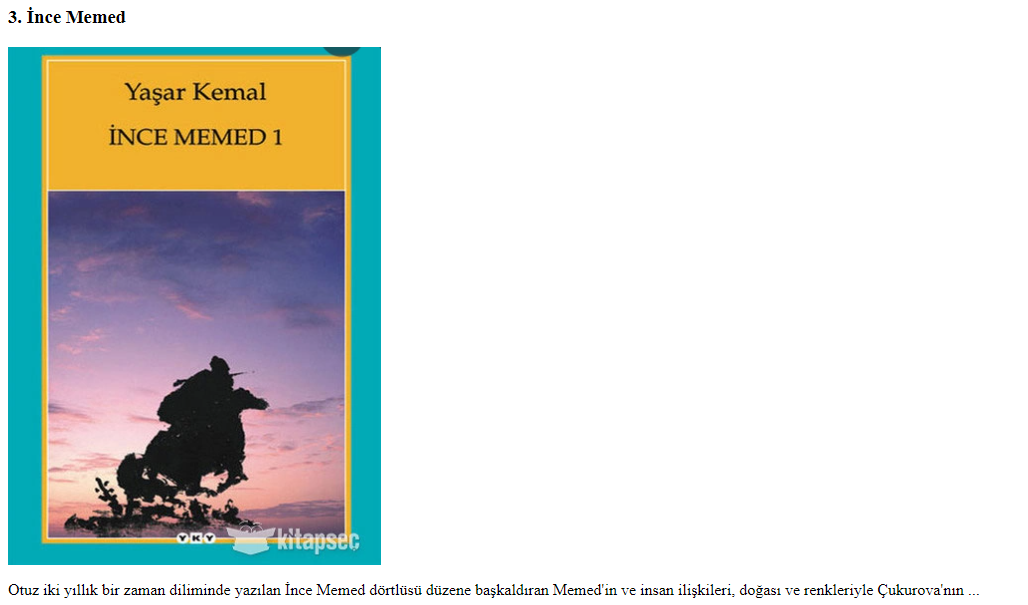 3. İnce Memed
Yaşar Kemal
İNCE MEMED 1
YKY
kitapseç
Otuz iki yıllık bir zaman diliminde yazılan İnce Memed dörtlüsü düzene başkaldıran Memed'in ve insan ilişkileri, doğası ve renkleriyle Çukurova'nın ...